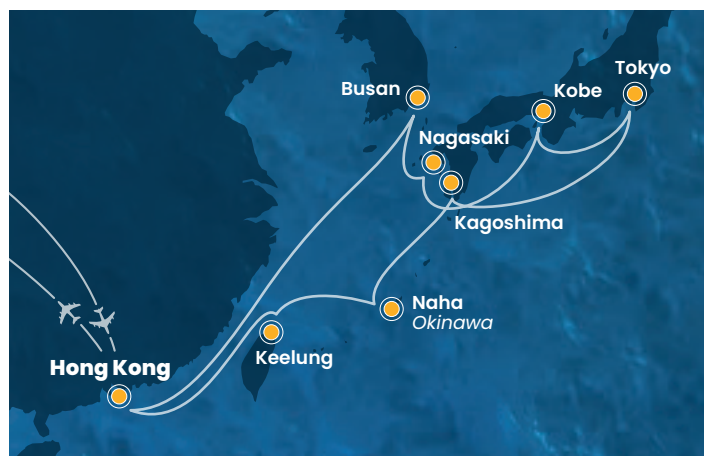 Tokyo
Busan
Kobe
Nagasaki
Kagoshima
Naha
Okinawa
Keelung
Hong Kong